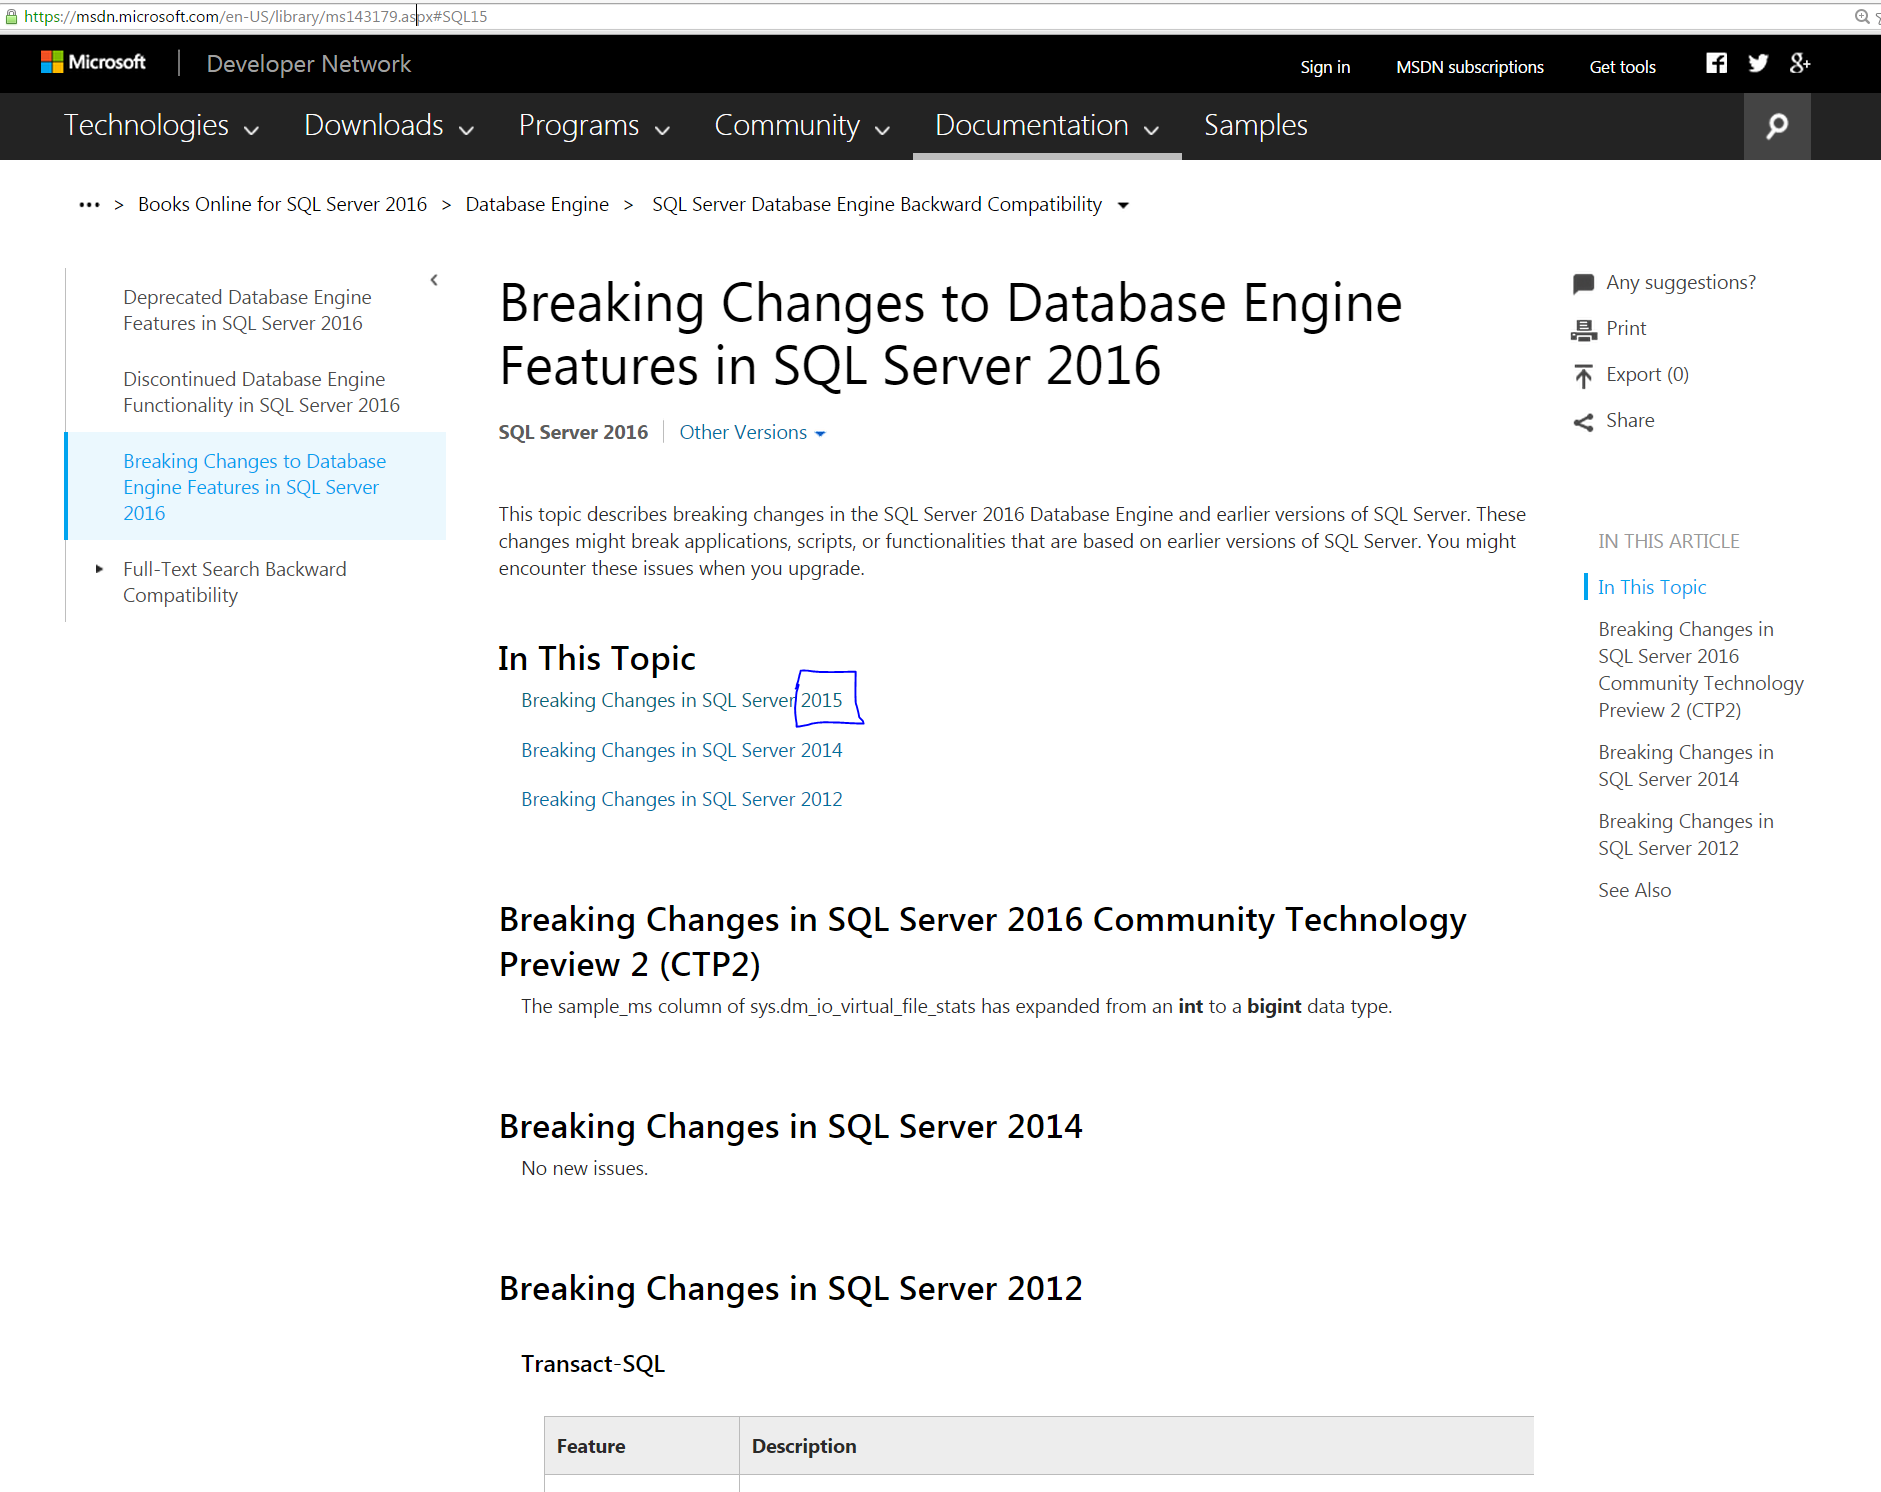 https://msdn.microsoft.com/en-US/library/ms143179.aspx#SQL15
Microsoft
Developer Network
Sign in
MSDN subscriptions
Get tools
Technologies
Downloads
Programs
Community
Documentation
Samples
••• > Books Online for SQL Server 2016 > Database Engine > SQL Server Database Engine Backward Compatibility
Deprecated Database Engine
Features in SQL Server 2016
Discontinued Database Engine
Functionality in SQL Server 2016
Breaking Changes to Database
Engine Features in SQL Server
2016
Full-Text Search Backward
Compatibility
Breaking Changes to Database Engine
Features in SQL Server 2016
SQL Server 2016
Other Versions
This topic describes breaking changes in the SQL Server 2016 Database Engine and earlier versions of SQL Server. These
changes might break applications, scripts, or functionalities that are based on earlier versions of SQL Server. You might
encounter these issues when you upgrade.
In This Topic
Breaking Changes in SQL Server 2015
Breaking Changes in SQL Server 2014
Breaking Changes in SQL Server 2012
Breaking Changes in SQL Server 2016 Community Technology
Preview 2 (CTP2)
The sample_ms column of sys.dm_io_virtual_file_stats has expanded from an int to a bigint data type.
Breaking Changes in SQL Server 2014
No new issues.
Breaking Changes in SQL Server 2012
Transact-SQL
Feature
Description
Any suggestions?
Print
Export (0)
Share
IN THIS ARTICLE
In This Topic
Breaking Changes in
SQL Server 2016
Community Technology
Preview 2 (CTP2)
Breaking Changes in
SQL Server 2014
Breaking Changes in
SQL Server 2012
See Also